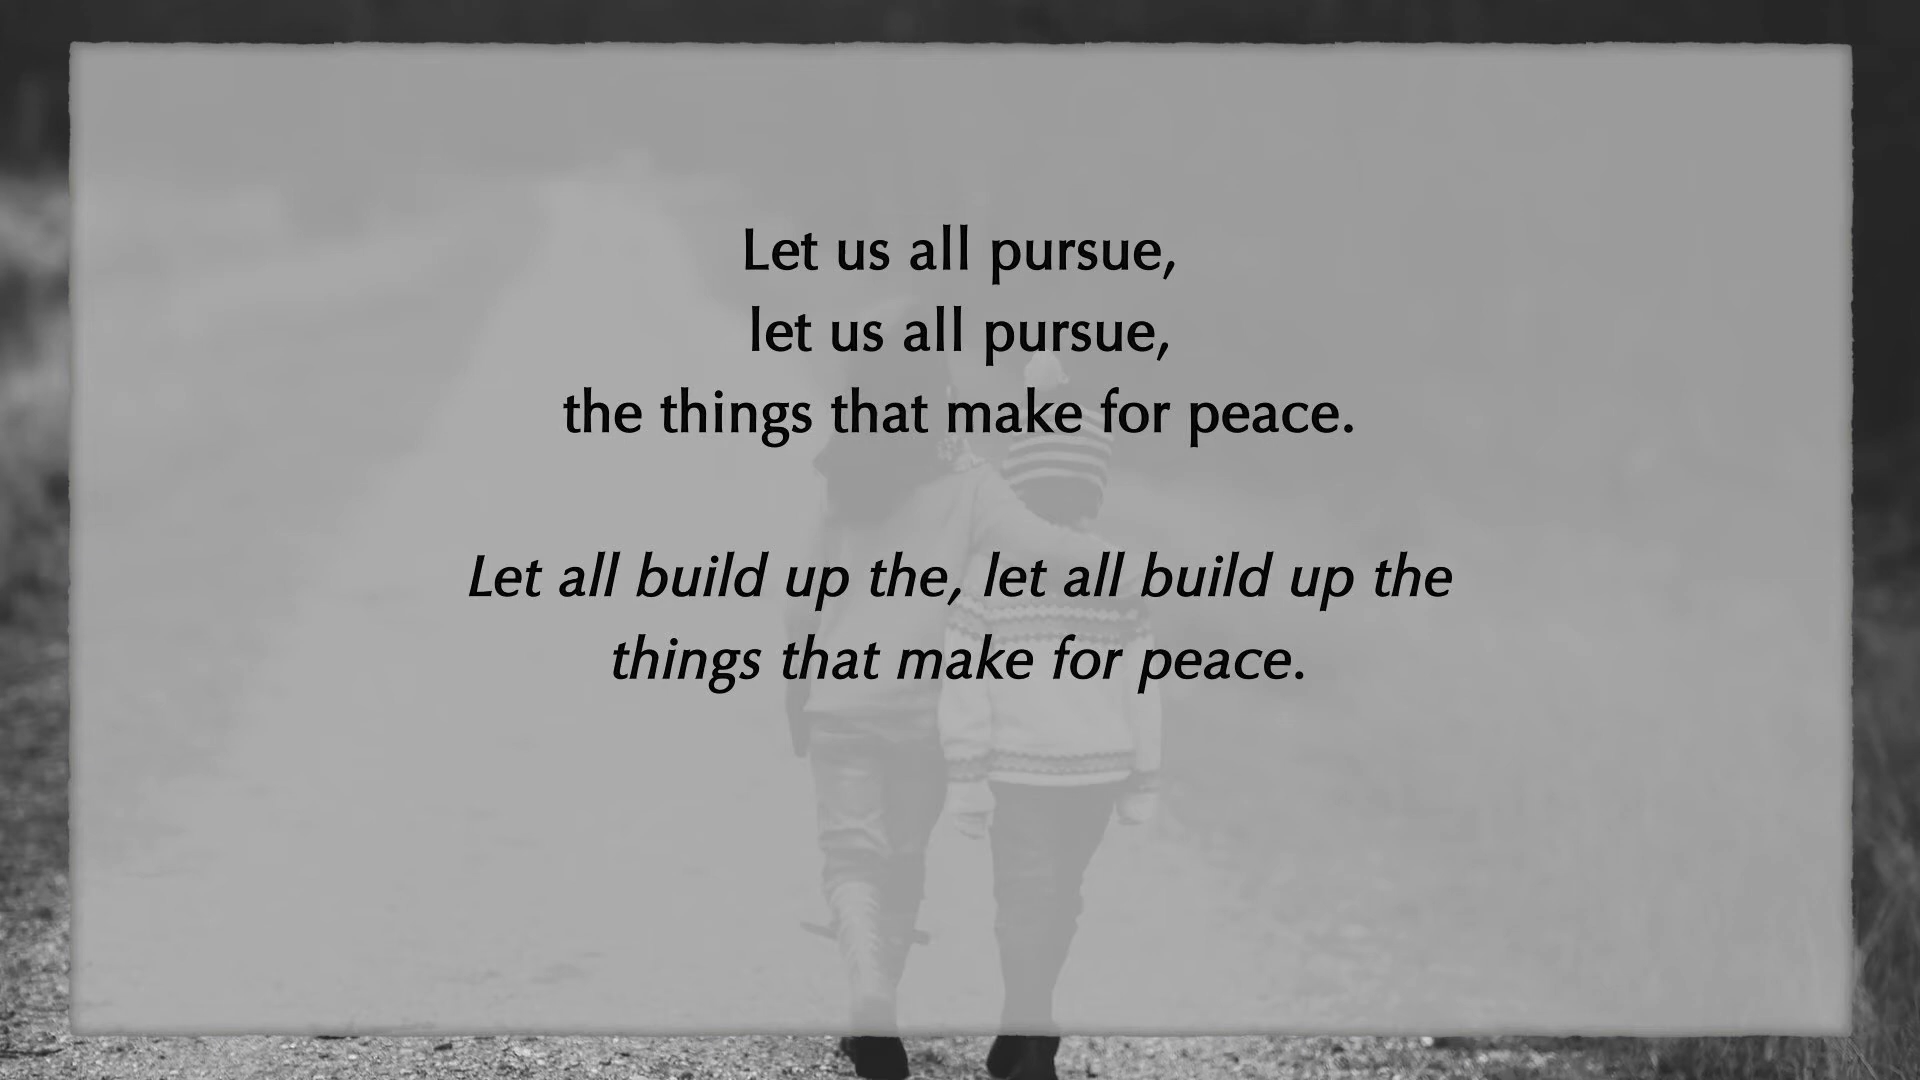 Let us all pursue,
let us all pursue,
the things that make for peace.
Let all build up the, let all build up the
things that make for peace.